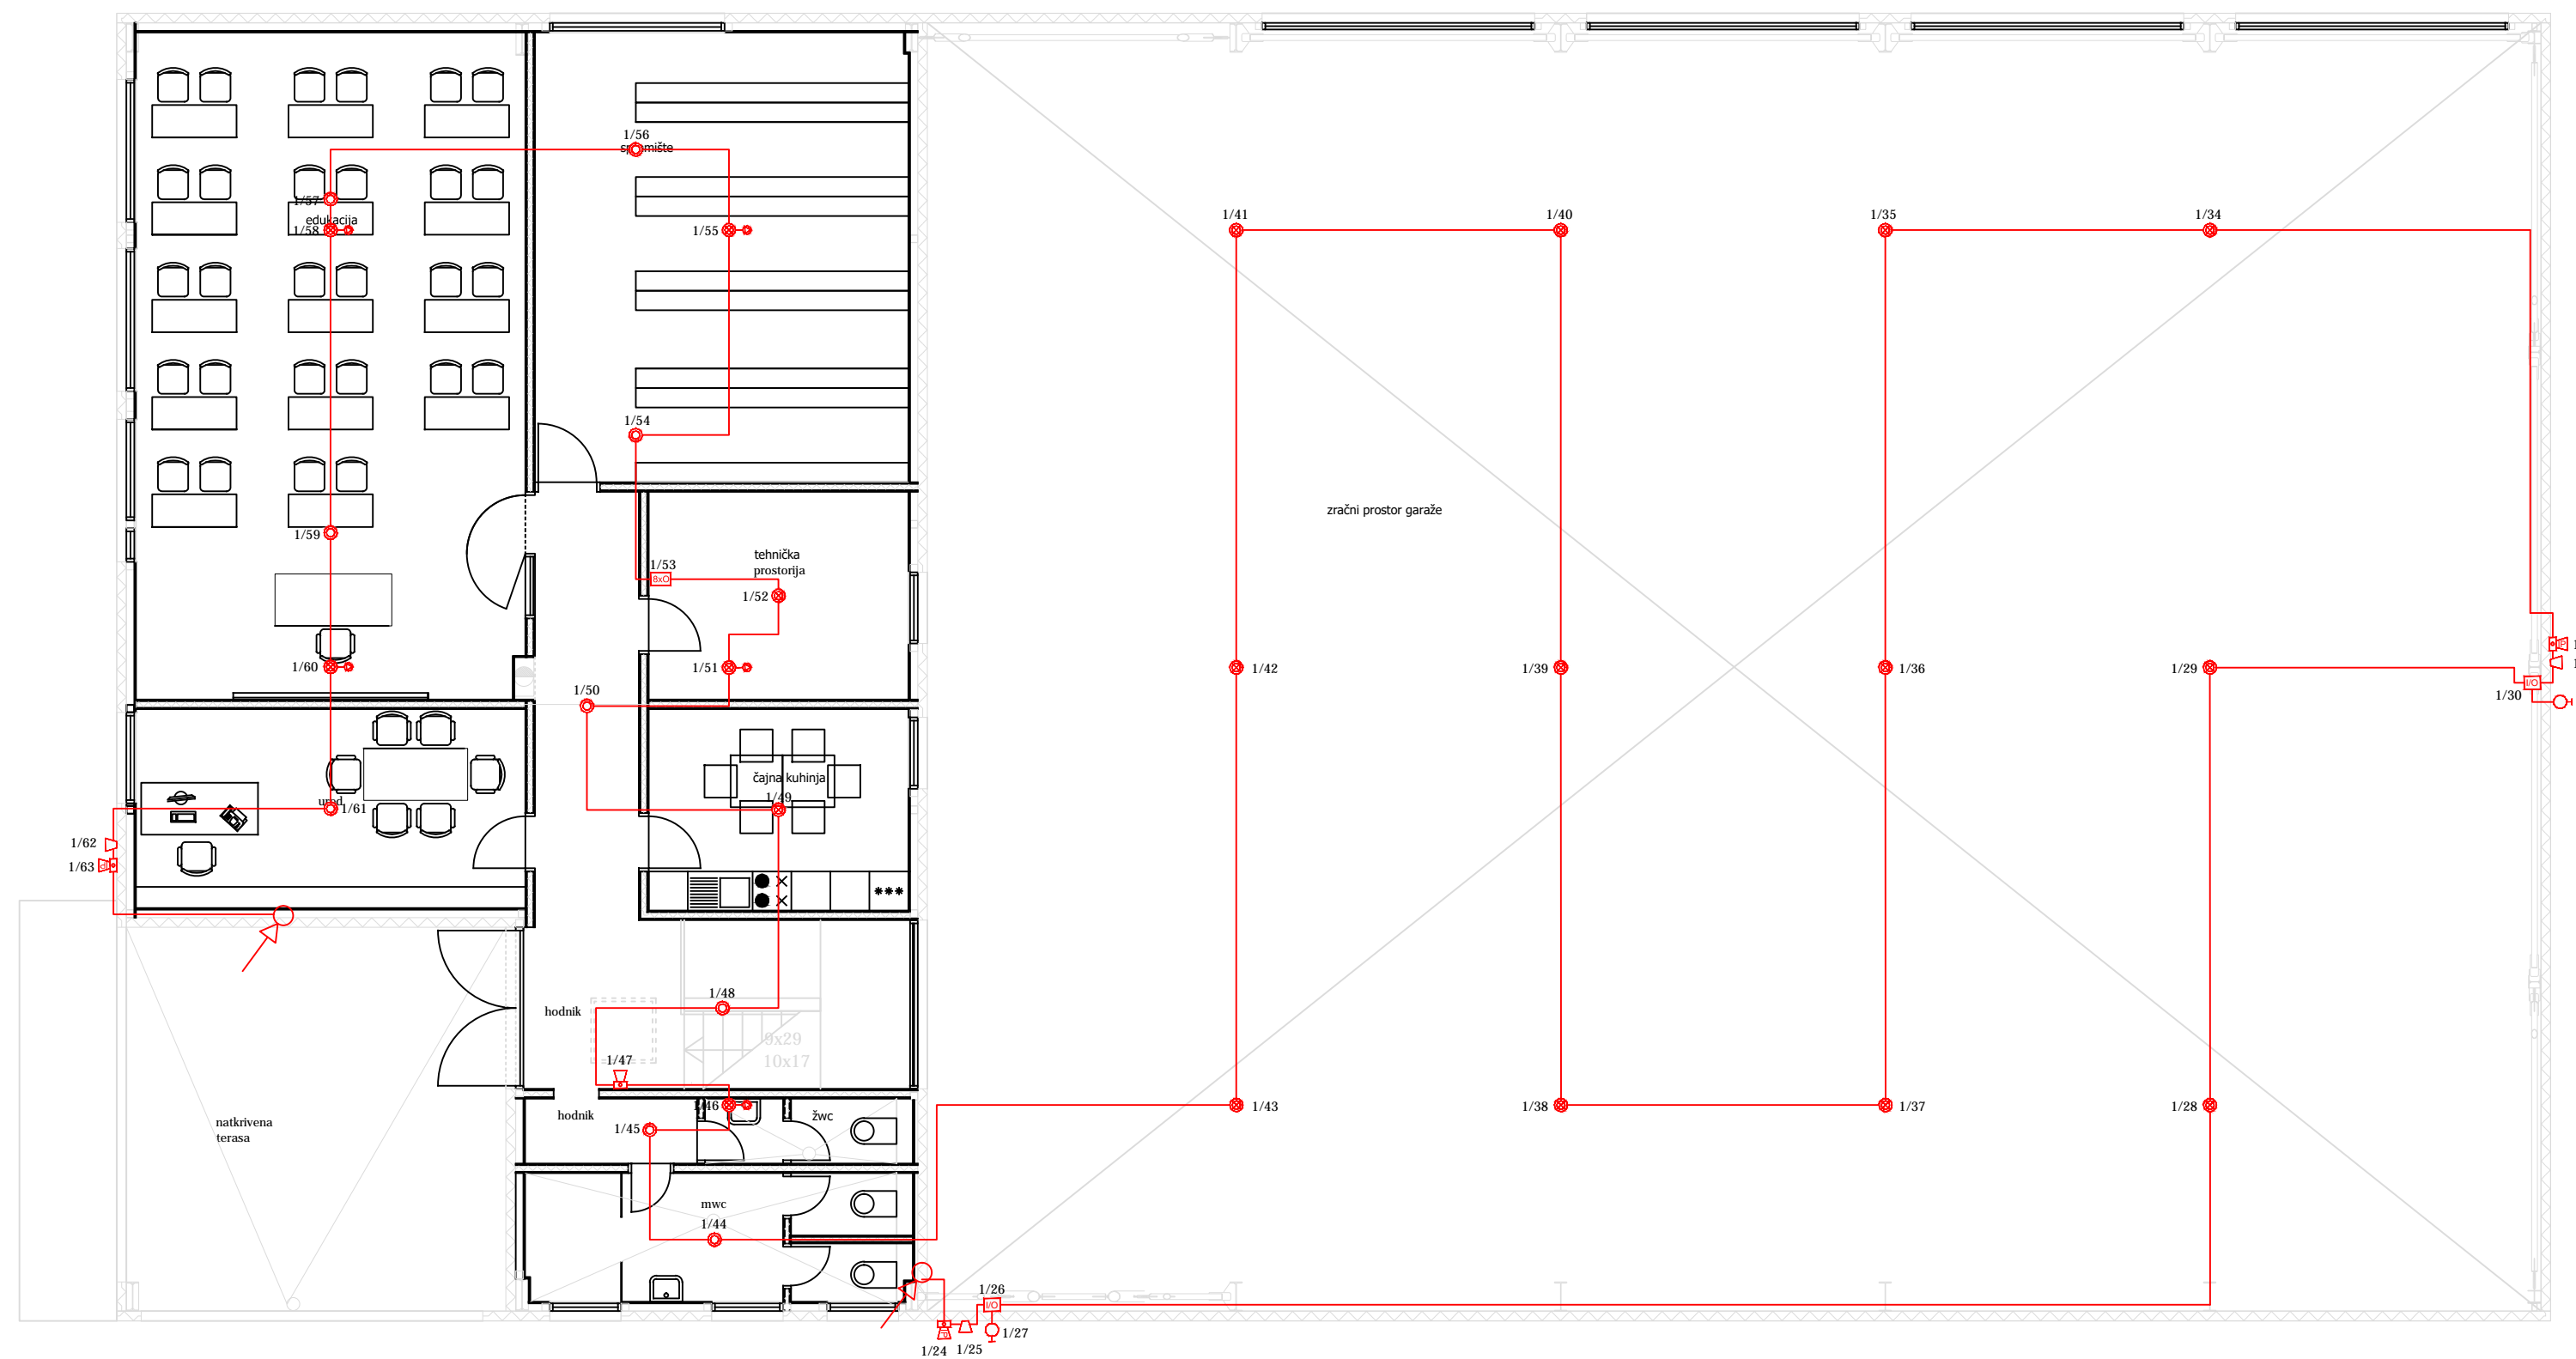 1/56
spremište
1/57
edukacija
1/58
1/55
1/41
1/40
1/35
1/34
1/54
zračni prostor garaže
1/59
1/53
8xO
tehnička
prostorija
1/52
1/60
1/51
1/50
1/42
1/39
1/36
1/29
I/O
1/30
čajna kuhinja
1/49
ured
1/61
1/62
1/63
1/48
hodnik
9x29
10x17
1/47
1/46
hodnik
žwc
1/45
1/43
1/38
1/37
1/28
natkrivena
terasa
mwc
1/44
1/26
I/O
1/27
1/24
1/25